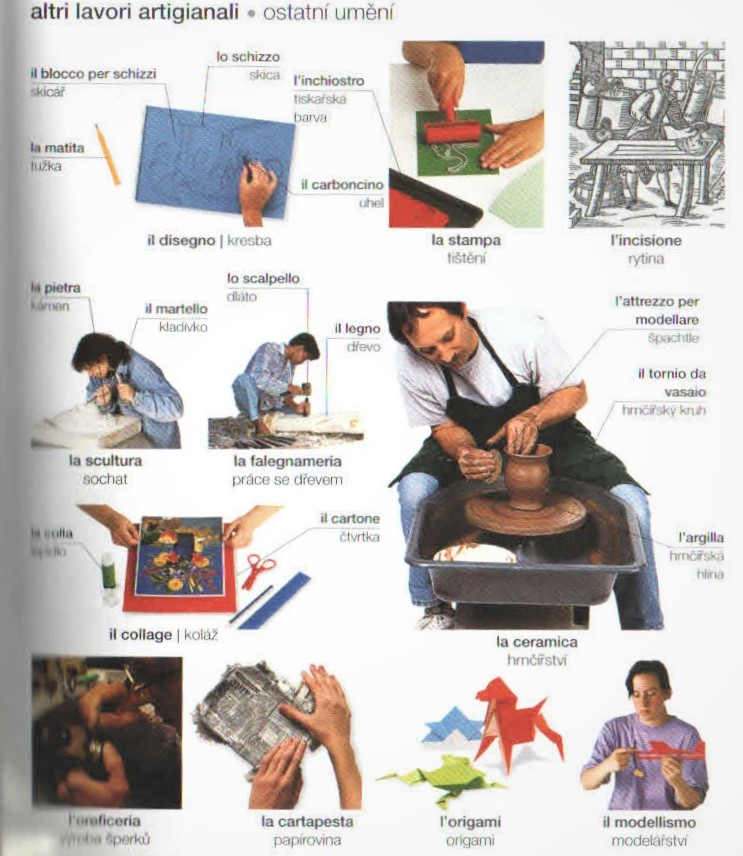 altri lavori artigianali • ostatní umění
il blocco per schizzi
skicář
lo schizzo
skica
l'inchiostro
tiskařská
barva
la matita
tužka
il carboncino
uhel
il disegno | kresba
la stampa
tištění
l'incisione
rytina
la pietra
kámen
il martello
kladívko
lo scalpello
dláto
il legno
dřevo
l'attrezzo per
modellare
špachtle
il tornio da
vasaio
hrnčířský kruh
la scultura
sochat
la falegnameria
práce se dřevem
la colla
lepidlo
il cartone
čtvrtka
l'argilla
hrnčířská
hlína
il collage | koláž
la ceramica
hrnčířství
l'oreficeria
výroba šperků
la cartapesta
papírovina
l'origami
origami
il modellismo
modelářství